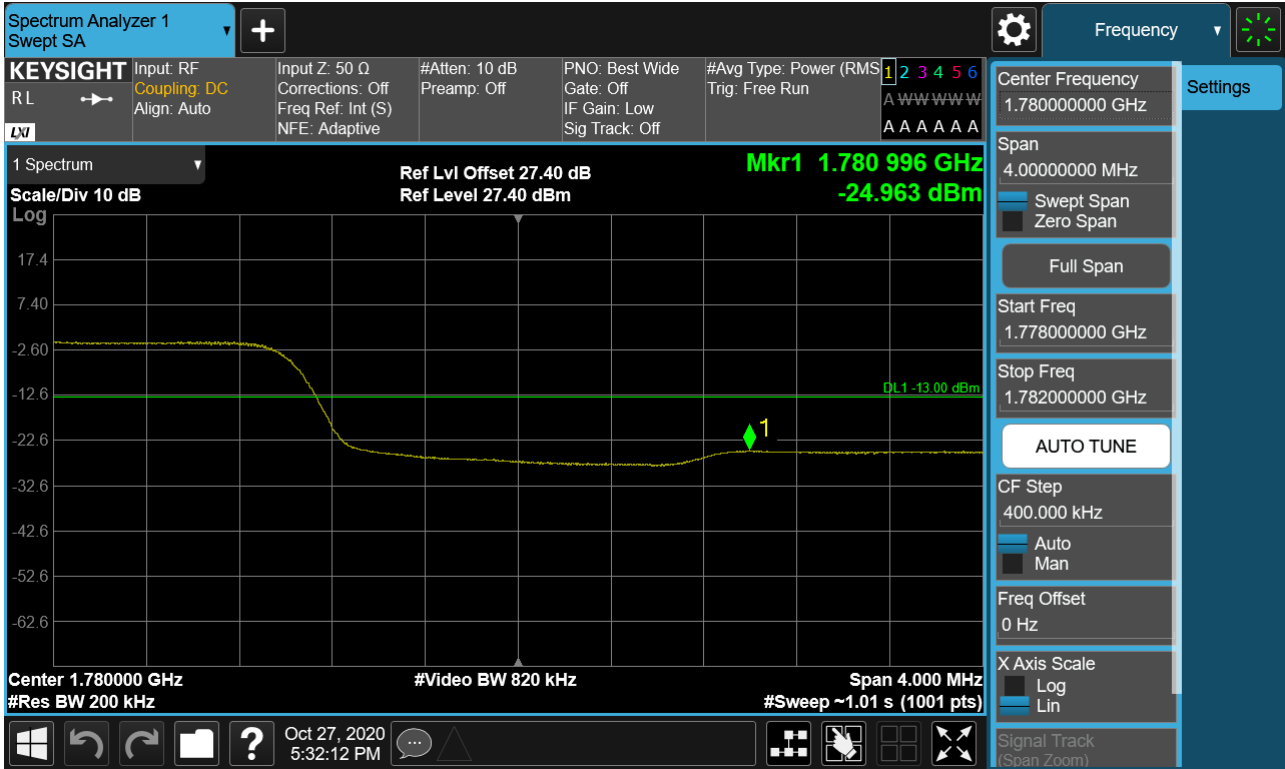 Spectrum Analyzer 1
Swept SA
Frequency
KEYSIGHT
R L
LXI
Input: RF
Coupling: DC
Align: Auto
Input Z: 50 Ω
Corrections: Off
Freq Ref: Int (S)
NFE: Adaptive
#Atten: 10 dB
Preamp: Off
PNO: Best Wide
Gate: Off
IF Gain: Low
Sig Track: Off
#Avg Type: Power (RMS
Trig: Free Run
1 2 3 4 5 6
A W W W W W
A A A A A A
1 Spectrum
Scale/Div 10 dB
Log
Ref Lvl Offset 27.40 dB
Ref Level 27.40 dBm
Mkr1 1.780 996 GHz
-24.963 dBm
17.4
7.40
-2.60
-12.6
-22.6
-32.6
-42.6
-52.6
-62.6
DL1 -13.00 dBm
1
Center 1.780000 GHz
#Res BW 200 kHz
#Video BW 820 kHz
Span 4.000 MHz
#Sweep ~1.01 s (1001 pts)
Center Frequency
1.780000000 GHz
Span
4.00000000 MHz
Swept Span
Zero Span
Full Span
Start Freq
1.778000000 GHz
Stop Freq
1.782000000 GHz
AUTO TUNE
CF Step
400.000 kHz
Auto
Man
Freq Offset
0 Hz
X Axis Scale
Log
Lin
Signal Track
(Span Zoom)
Settings
?
Oct 27, 2020
5:32:12 PM